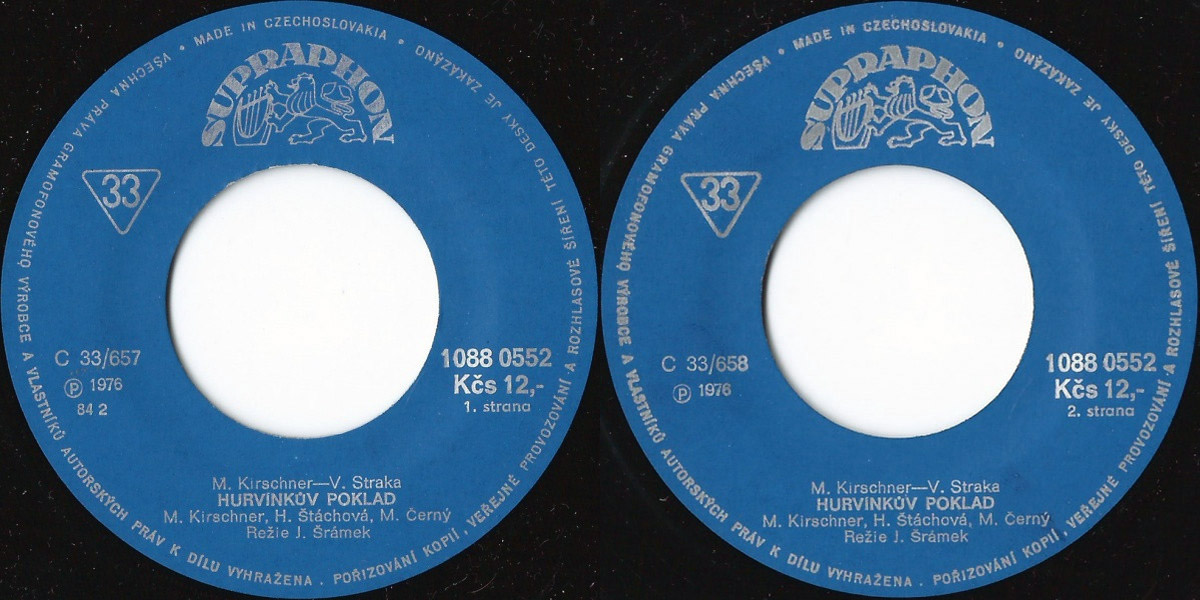 MADE IN CZECHOSLOVAKIA
SUPRAPHON
33
C 33/657
℗ 1976
84 2
1088 0552
Kčs 12,-
1. strana
M. Kirschner—V. Straka
HURVÍNKŮV POKLAD
M. Kirschner, H. Štáchová, M. Černý
Režie J. Šrámek
VŠECHNA PRÁVA GRAMOFONOVÉHO VÝROBCE A VLASTNÍKŮ AUTORSKÝCH PRÁV K DÍLU VYHRAŽENA . POŘIZOVÁNÍ KOPIÍ, VEŘEJNÉ PROVOZOVÁNÍ A ROZHLASOVÉ ŠÍŘENÍ TÉTO DESKY JE ZAKÁZÁNO
MADE IN CZECHOSLOVAKIA
SUPRAPHON
33
C 33/658
℗ 1976
1088 0552
Kčs 12,-
2. strana
M. Kirschner—V. Straka
HURVÍNKŮV POKLAD
M. Kirschner, H. Štáchová, M. Černý
Režie J. Šrámek
VŠECHNA PRÁVA GRAMOFONOVÉHO VÝROBCE A VLASTNÍKŮ AUTORSKÝCH PRÁV K DÍLU VYHRAŽENA . POŘIZOVÁNÍ KOPIÍ, VEŘEJNÉ PROVOZOVÁNÍ A ROZHLASOVÉ ŠÍŘENÍ TÉTO DESKY JE ZAKÁZÁNO